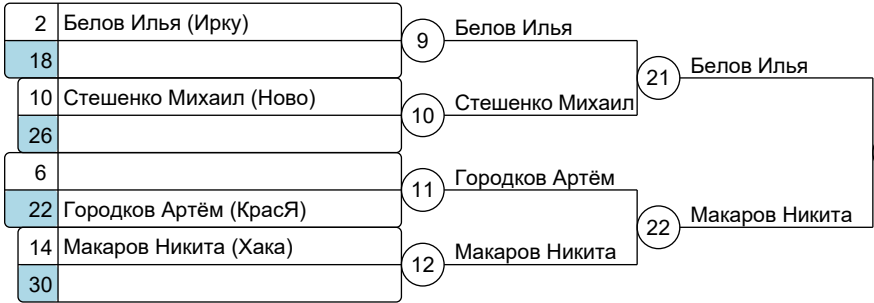 2 Белов Илья (Ирку)
18
9 Белов Илья
10 Стешенко Михаил (Ново)
26
10 Стешенко Михаил
21 Белов Илья
6
22 Городков Артём (КрасЯ)
11 Городков Артём
14 Макаров Никита (Хака)
30
12 Макаров Никита
22 Макаров Никита